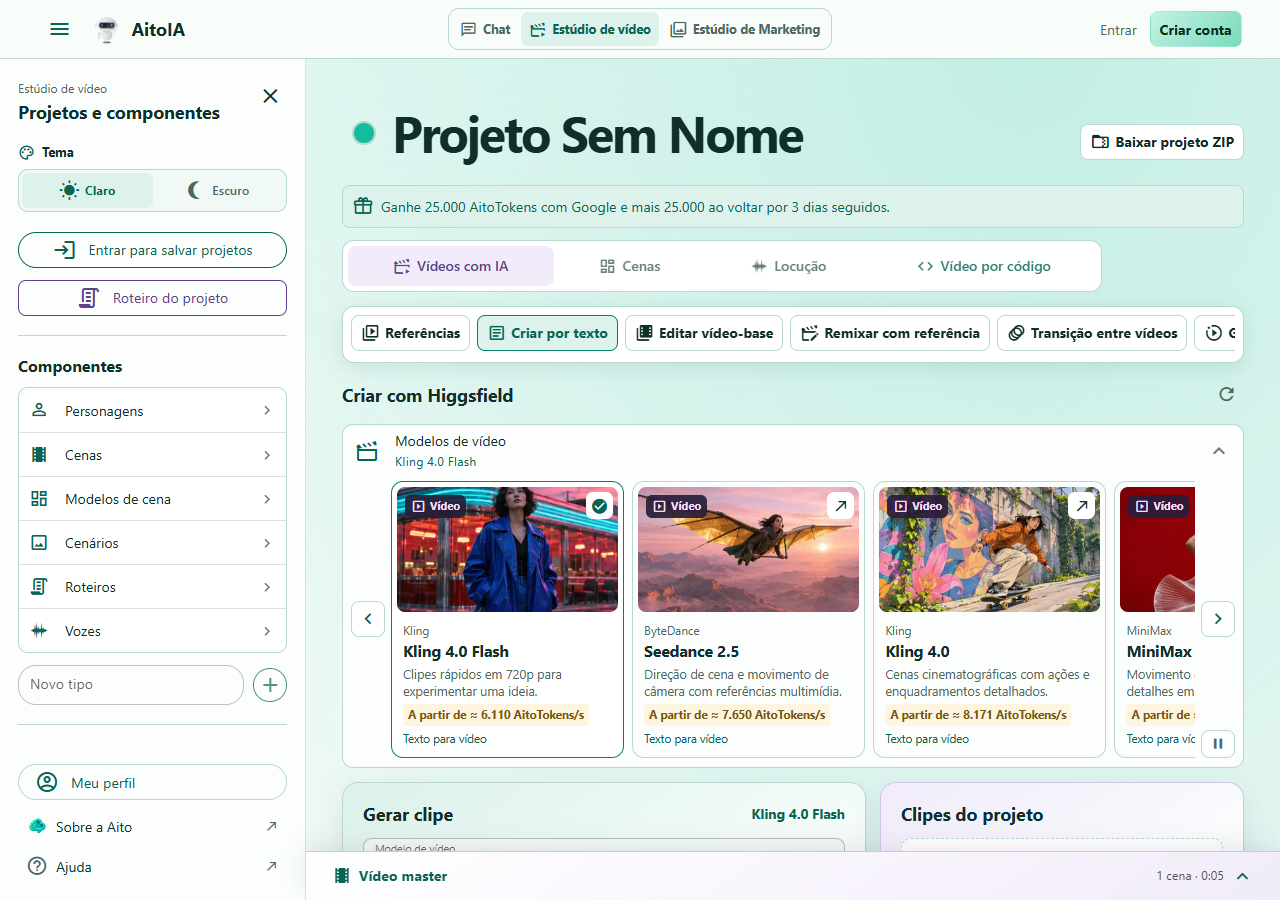 AitoIA
Chat
Estúdio de vídeo
Estúdio de Marketing
Entrar
Criar conta
Estúdio de vídeo
Projetos e componentes
Tema
Claro
Escuro
Entrar para salvar projetos
Roteiro do projeto
Componentes
Personagens
Cenas
Modelos de cena
Cenários
Roteiros
Vozes
Novo tipo
Meu perfil
Sobre a Aito
Ajuda
Projeto Sem Nome
Baixar projeto ZIP
Ganhe 25.000 AitoTokens com Google e mais 25.000 ao voltar por 3 dias seguidos.
Vídeos com IA
Cenas
Locução
Vídeo por código
Referências
Criar por texto
Editar vídeo-base
Remixar com referência
Transição entre vídeos
Criar com Higgsfield
Modelos de vídeo
Kling 4.0 Flash
Vídeo
Kling
Kling 4.0 Flash
Clipes rápidos em 720p para
experimentar uma ideia.
A partir de ≈ 6.110 AitoTokens/s
Texto para vídeo
Vídeo
ByteDance
Seedance 2.5
Direção de cena e movimento de
câmera com referências multimídia.
A partir de ≈ 7.650 AitoTokens/s
Texto para vídeo
Vídeo
Kling
Kling 4.0
Cenas cinematográficas com ações e
enquadramentos detalhados.
A partir de ≈ 8.171 AitoTokens/s
Texto para vídeo
Vídeo
MiniMax
MiniMax
Movimento
detalhes em
A partir de
Texto para
Gerar clipe
Kling 4.0 Flash
Modelo de vídeo
Clipes do projeto
Vídeo master
1 cena · 0:05